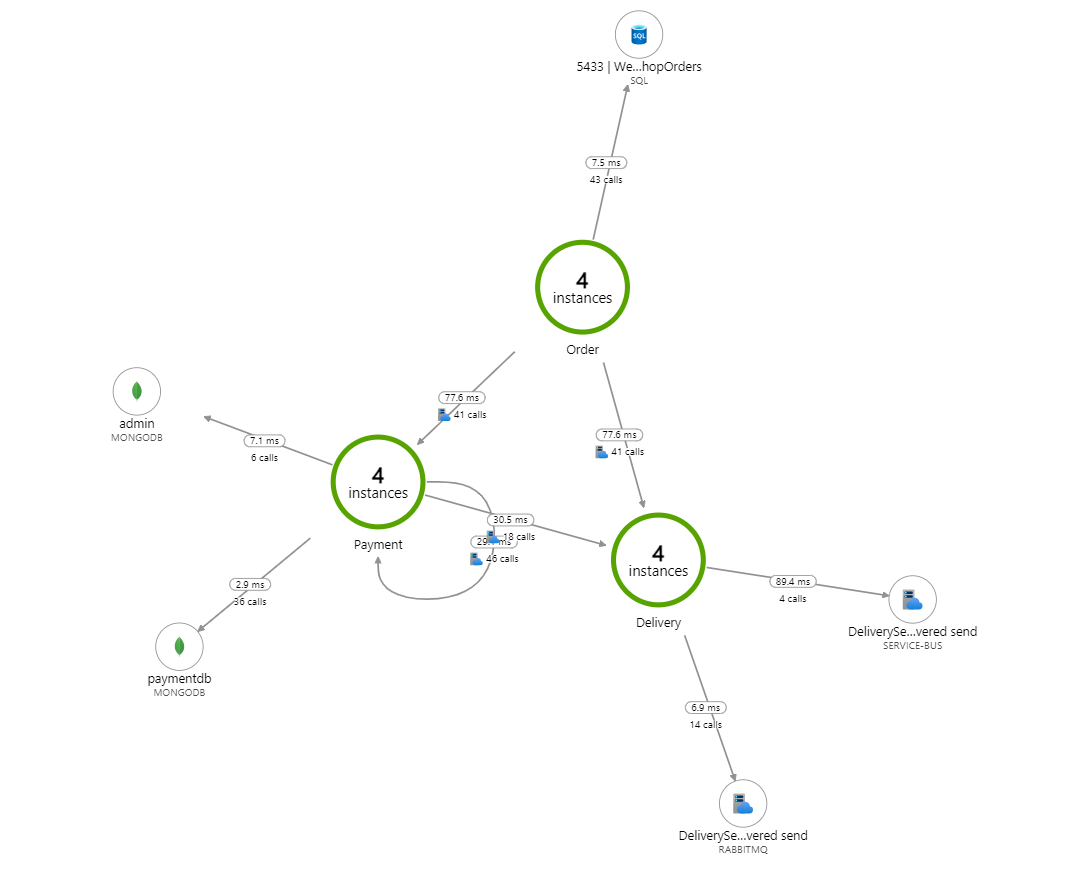 SQL
5433 | We...hopOrders
SQL
7.5 ms
43 calls
4
instances
Order
77.6 ms
41 calls
77.6 ms
41 calls
admin
MONGODB
7.1 ms
6 calls
4
instances
Payment
30.5 ms
18 calls
46 calls
4
instances
Delivery
2.9 ms
36 calls
paymentdb
MONGODB
89.4 ms
4 calls
DeliverySe...vered send
SERVICE-BUS
6.9 ms
14 calls
DeliverySe...vered send
RABBITMQ